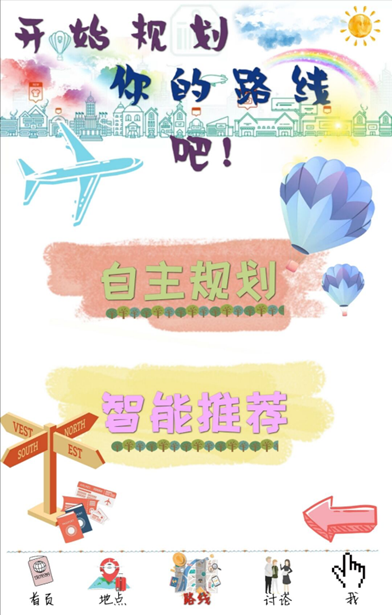 开始规划
你的路线
吧！
自主规划
智能推荐
VEST
NORTH
SOUTH
EST
首页
地点
路线
讨论
我